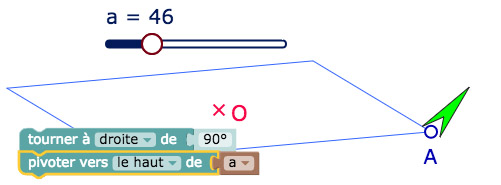 a = 46
× O
A
tourner à droite de 90°
pivoter vers le haut de a